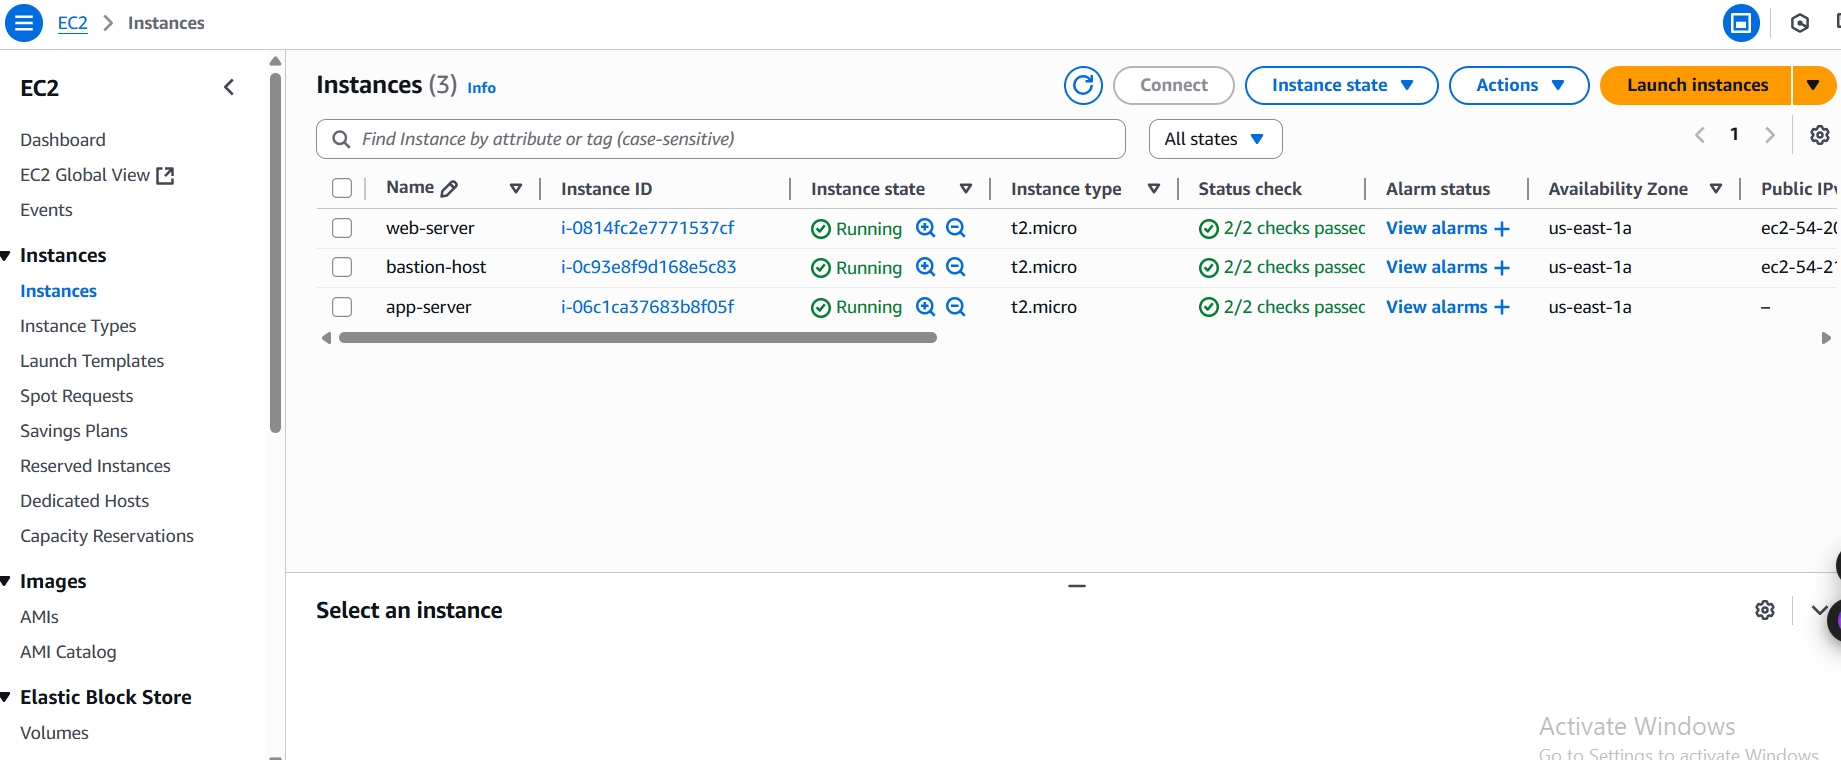 EC2 > Instances
EC2
Dashboard
EC2 Global View
Events
Instances
Instances
Instance Types
Launch Templates
Spot Requests
Savings Plans
Reserved Instances
Dedicated Hosts
Capacity Reservations
Images
AMIs
AMI Catalog
Elastic Block Store
Volumes
Instances (3) Info
Connect
Instance state
Actions
Launch instances
Find Instance by attribute or tag (case-sensitive)
All states
1
Name Instance ID Instance state Instance type Status check Alarm status Availability Zone Public IPv
web-server i-0814fc2e7771537cf Running t2.micro 2/2 checks passed View alarms + us-east-1a ec2-54-20
bastion-host i-0c93e8f9d168e5c83 Running t2.micro 2/2 checks passed View alarms + us-east-1a ec2-54-21
app-server i-06c1ca37683b8f05f Running t2.micro 2/2 checks passed View alarms + us-east-1a –
Select an instance
Activate Windows
Go to Settings to activate Windows.